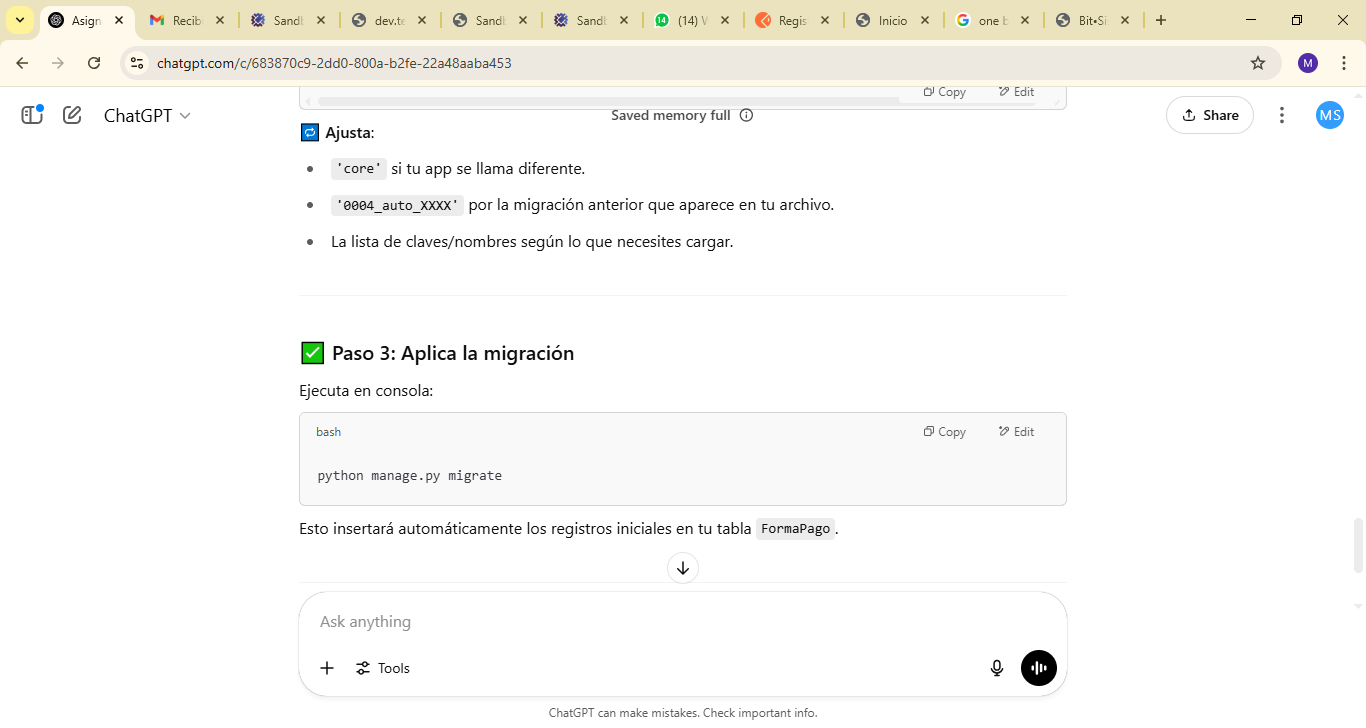 Asign
Recib
Sandb
dev.te
Sandb
Sandb
(14) W
Regis
Inicio
one b
Bit•Si
chatgpt.com/c/683870c9-2dd0-800a-b2fe-22a48aaba453
M
ChatGPT
Copy
Edit
Saved memory full
Share
MS
Ajusta:
'core' si tu app se llama diferente.
'0004_auto_XXXX' por la migración anterior que aparece en tu archivo.
La lista de claves/nombres según lo que necesites cargar.
Paso 3: Aplica la migración
Ejecuta en consola:
bash
Copy
Edit
python manage.py migrate
Esto insertará automáticamente los registros iniciales en tu tabla FormaPago.
Ask anything
Tools
ChatGPT can make mistakes. Check important info.